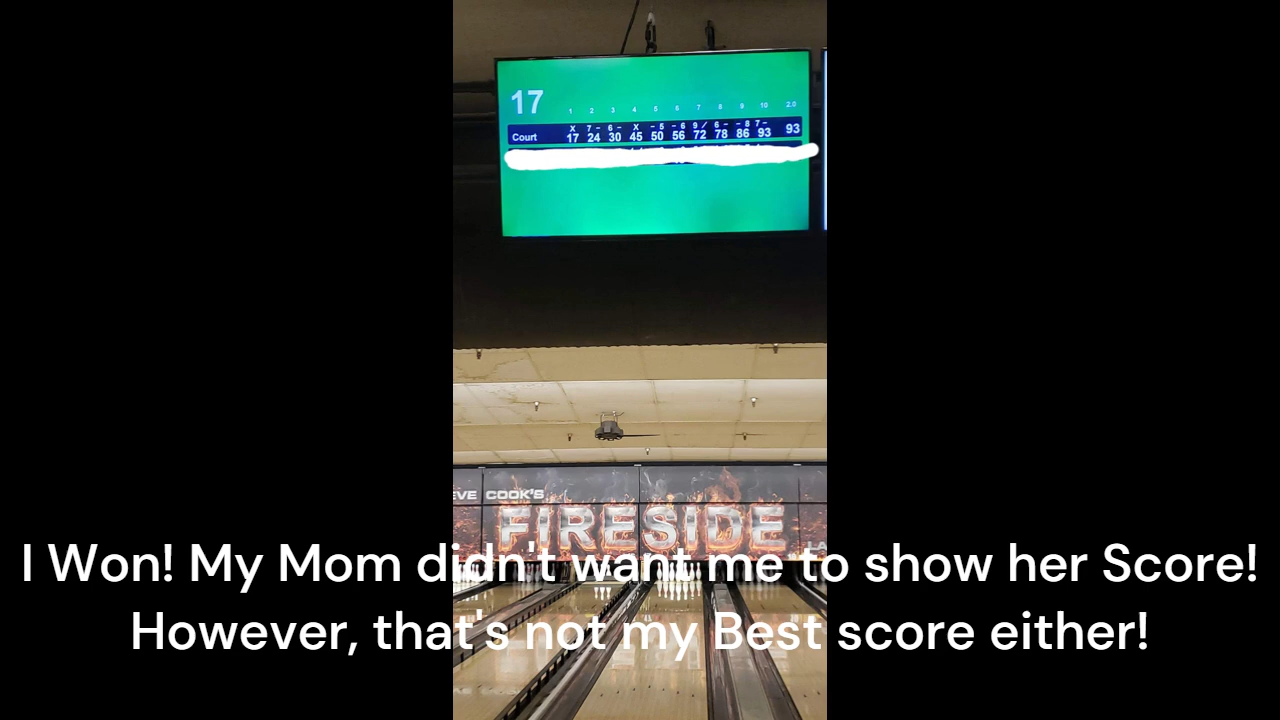 17
1 2 3 4 5 6 7 8 9 10 2.0
X 7 - 6 - X - 5 - 6 9 / 6 - - 8 7 -
Court 17 24 30 45 50 56 72 78 86 93 93
EVE COOK'S
FIRESIDE
I Won! My Mom didn't want me to show her Score!
However, that's not my Best score either!